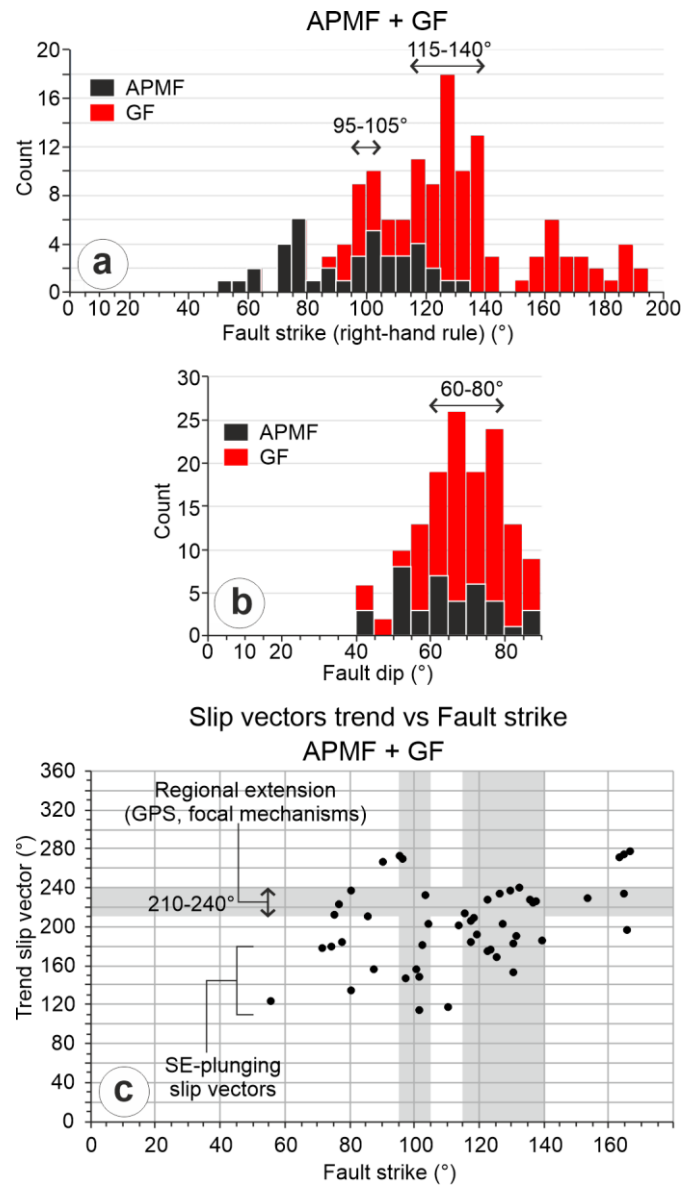 APMF + GF
20
16
12
8
4
0
Count
APMF
GF
95-105°
115-140°
a
0 10 20 40 60 80 100 120 140 160 180 200
Fault strike (right-hand rule) (°)
30
25
20
15
10
5
0
Count
APMF
GF
60-80°
b
0 10 20 40 60 80
Fault dip (°)
Slip vectors trend vs Fault strike
APMF + GF
360
320
280
240
200
160
120
80
40
0
Trend slip vector (°)
Regional extension
(GPS, focal mechanisms)
210-240°
SE-plunging
slip vectors
c
0 20 40 60 80 100 120 140 160
Fault strike (°)